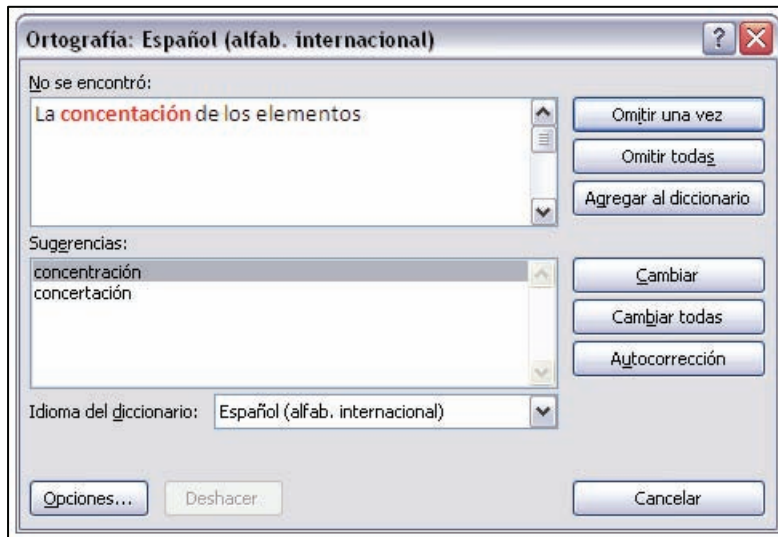 Ortografía: Español (alfab. internacional)
No se encontró:
La concentación de los elementos
Omitir una vez
Omitir todas
Agregar al diccionario
Sugerencias:
concentración
concertación
Cambiar
Cambiar todas
Autocorrección
Idioma del diccionario:
Español (alfab. internacional)
Opciones...
Deshacer
Cancelar